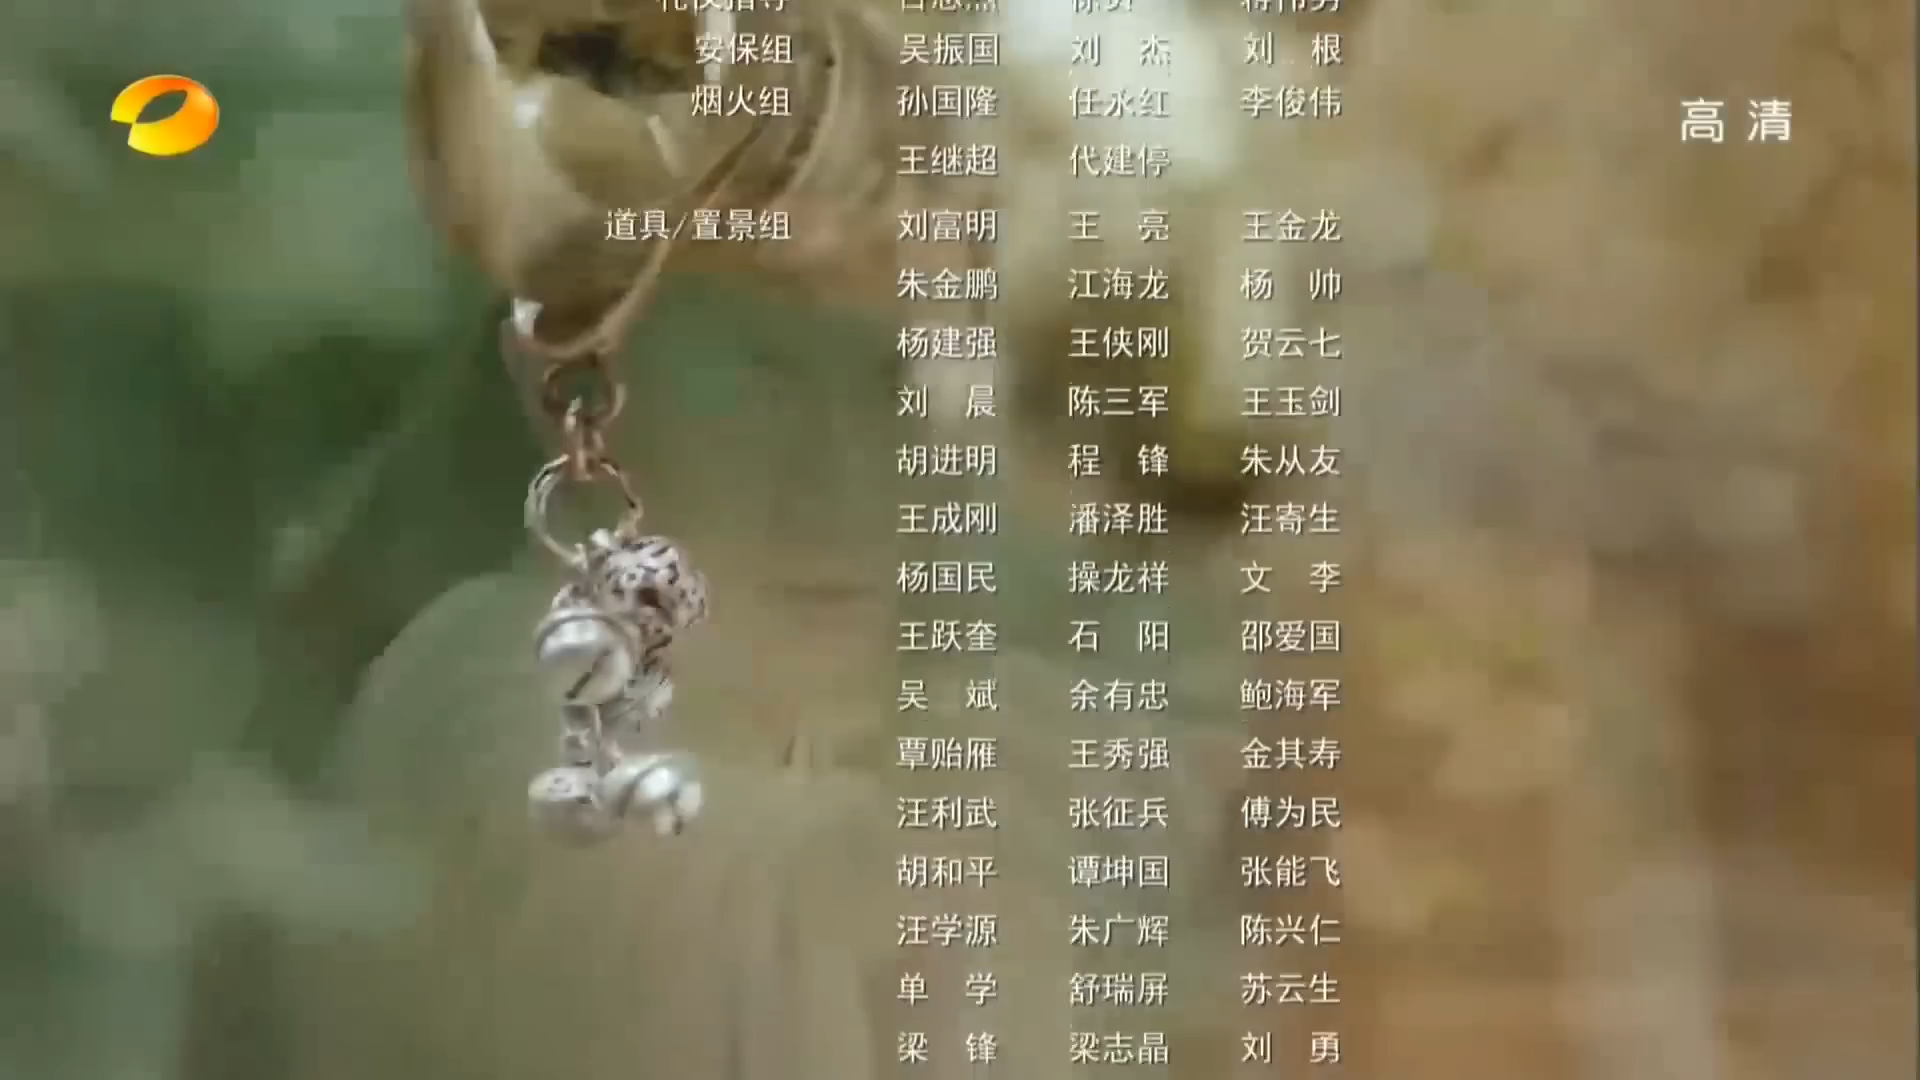 安保组 吴振国 刘 杰 刘 根
烟火组 孙国隆 任永红 李俊伟
高清
王继超 代建停
道具/置景组 刘富明 王 亮 王金龙
朱金鹏 江海龙 杨 帅
杨建强 王侠刚 贺云七
刘 晨 陈三军 王玉剑
胡进明 程 锋 朱从友
王成刚 潘泽胜 汪寄生
杨国民 操龙祥 文 李
王跃奎 石 阳 邵爱国
吴 斌 余有忠 鲍海军
覃贻雁 王秀强 金其寿
汪利武 张征兵 傅为民
胡和平 谭坤国 张能飞
汪学源 朱广辉 陈兴仁
单 学 舒瑞屏 苏云生
梁 锋 梁志晶 刘 勇